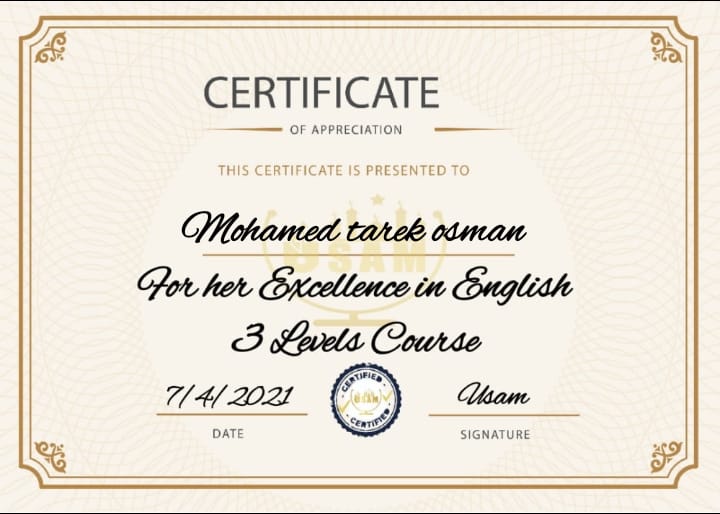 CERTIFICATE
OF APPRECIATION
THIS CERTIFICATE IS PRESENTED TO
USAM
Mohamed tarek osman
For her Excellence in English
3 Levels Course
7/4/2021
DATE
CERTIFIED
USAM
CERTIFIED
Usam
SIGNATURE